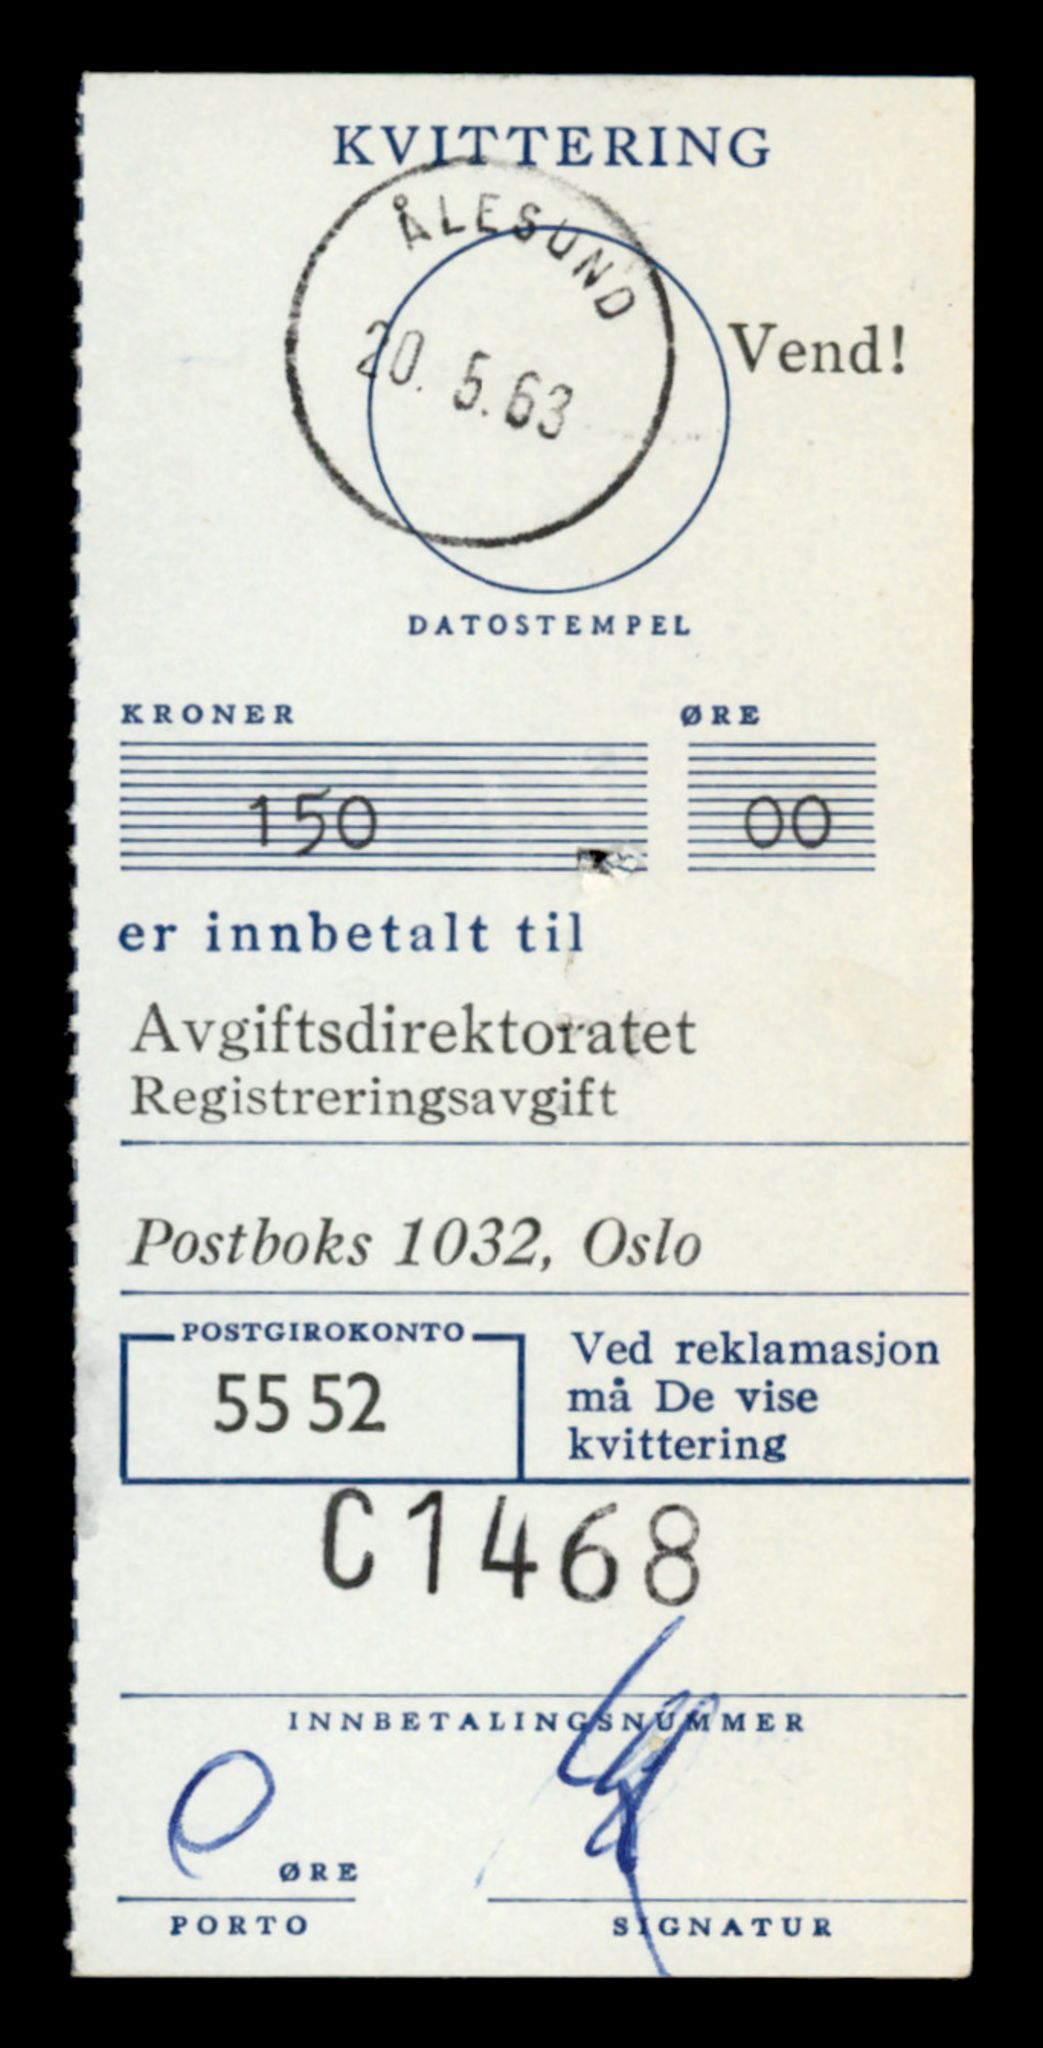 KVITTERING
ÅLESUND
20. 5. 63
Vend!
DATOSTEMPEL
KRONER ØRE
150 00
er innbetalt til
Avgiftsdirektoratet
Registreringsavgift
Postboks 1032, Oslo
POSTGIROKONTO
55 52
Ved reklamasjon
må De vise
kvittering
C1468
INNBETALINGSNUMMER
0 ØRE
PORTO SIGNATUR